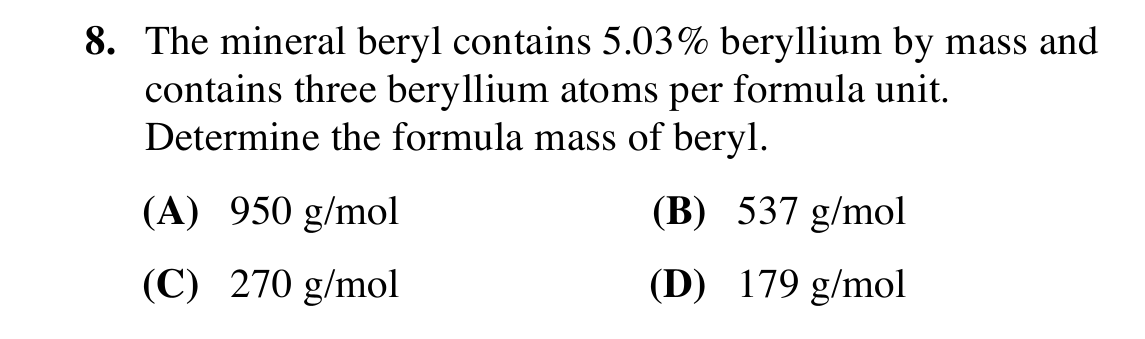 8. The mineral beryl contains 5.03% beryllium by mass and
contains three beryllium atoms per formula unit.
Determine the formula mass of beryl.
(A) 950 g/mol (B) 537 g/mol
(C) 270 g/mol (D) 179 g/mol